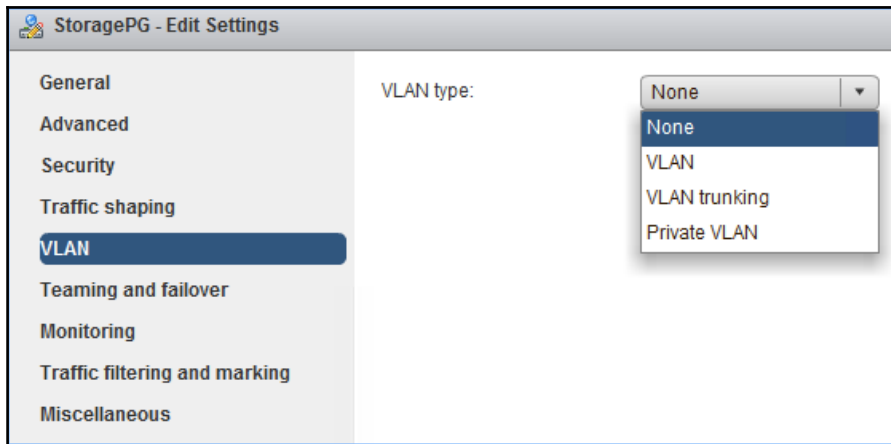 StoragePG - Edit Settings
General
Advanced
Security
Traffic shaping
VLAN
Teaming and failover
Monitoring
Traffic filtering and marking
Miscellaneous
VLAN type:
None
None
VLAN
VLAN trunking
Private VLAN